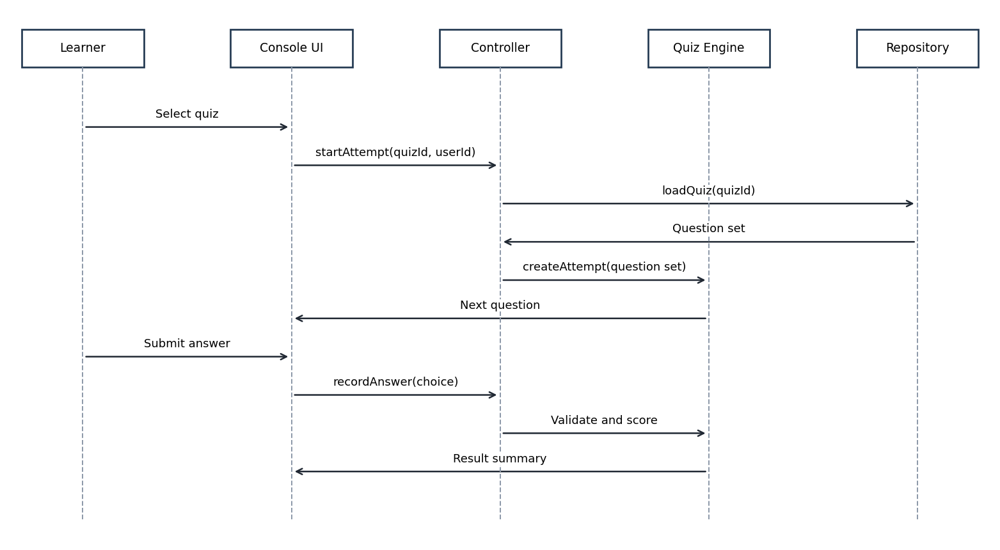 Learner
Console UI
Controller
Quiz Engine
Repository
Select quiz
startAttempt(quizId, userId)
loadQuiz(quizId)
Question set
createAttempt(question set)
Next question
Submit answer
recordAnswer(choice)
Validate and score
Result summary